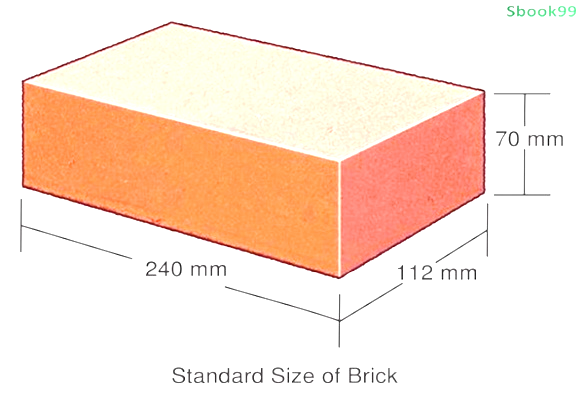 Sbook99
70 mm
240 mm
112 mm
Standard Size of Brick